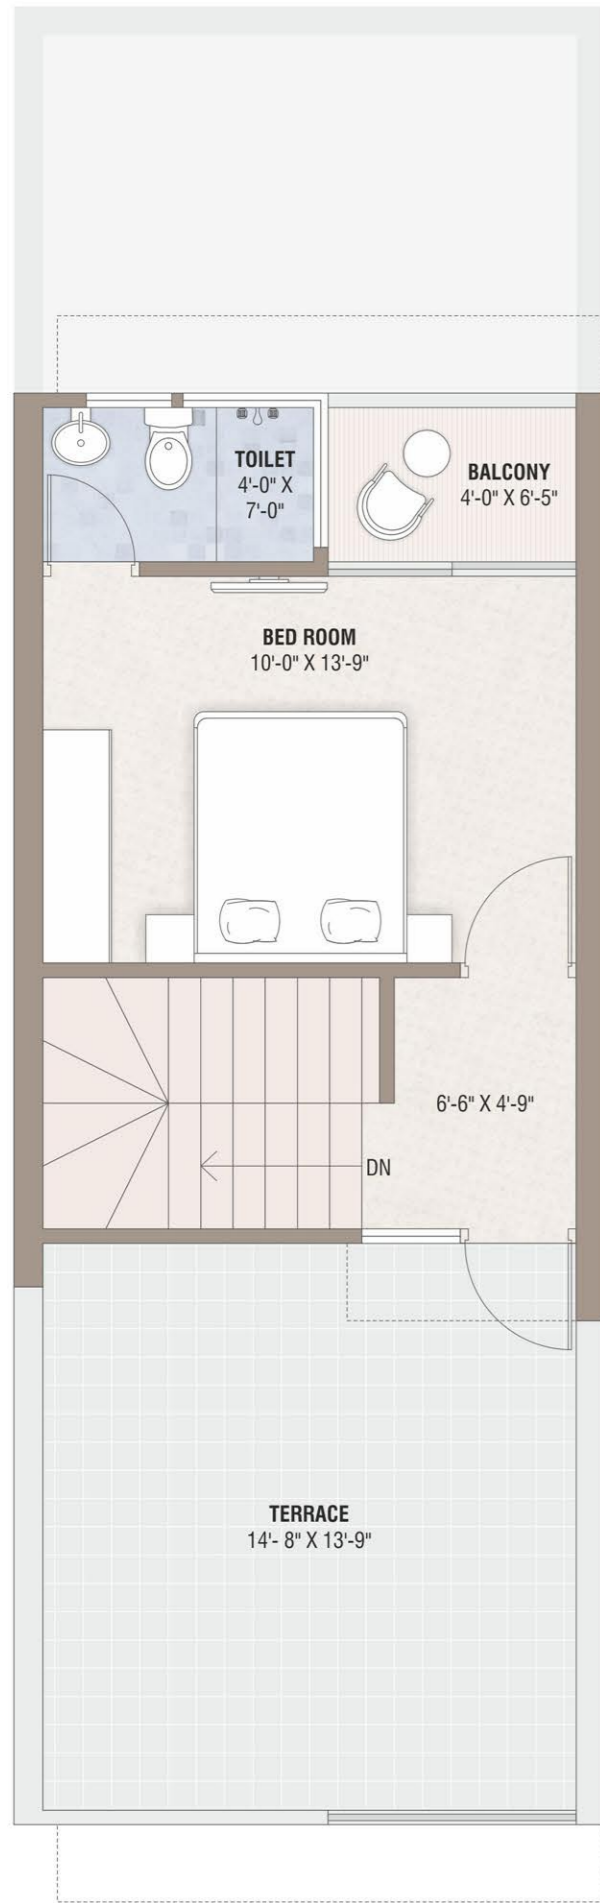 TOILET
4'-0" X
7'-0"
BALCONY
4'-0" X 6'-5"
BED ROOM
10'-0" X 13'-9"
6'-6" X 4'-9"
DN
TERRACE
14'- 8" X 13'-9"